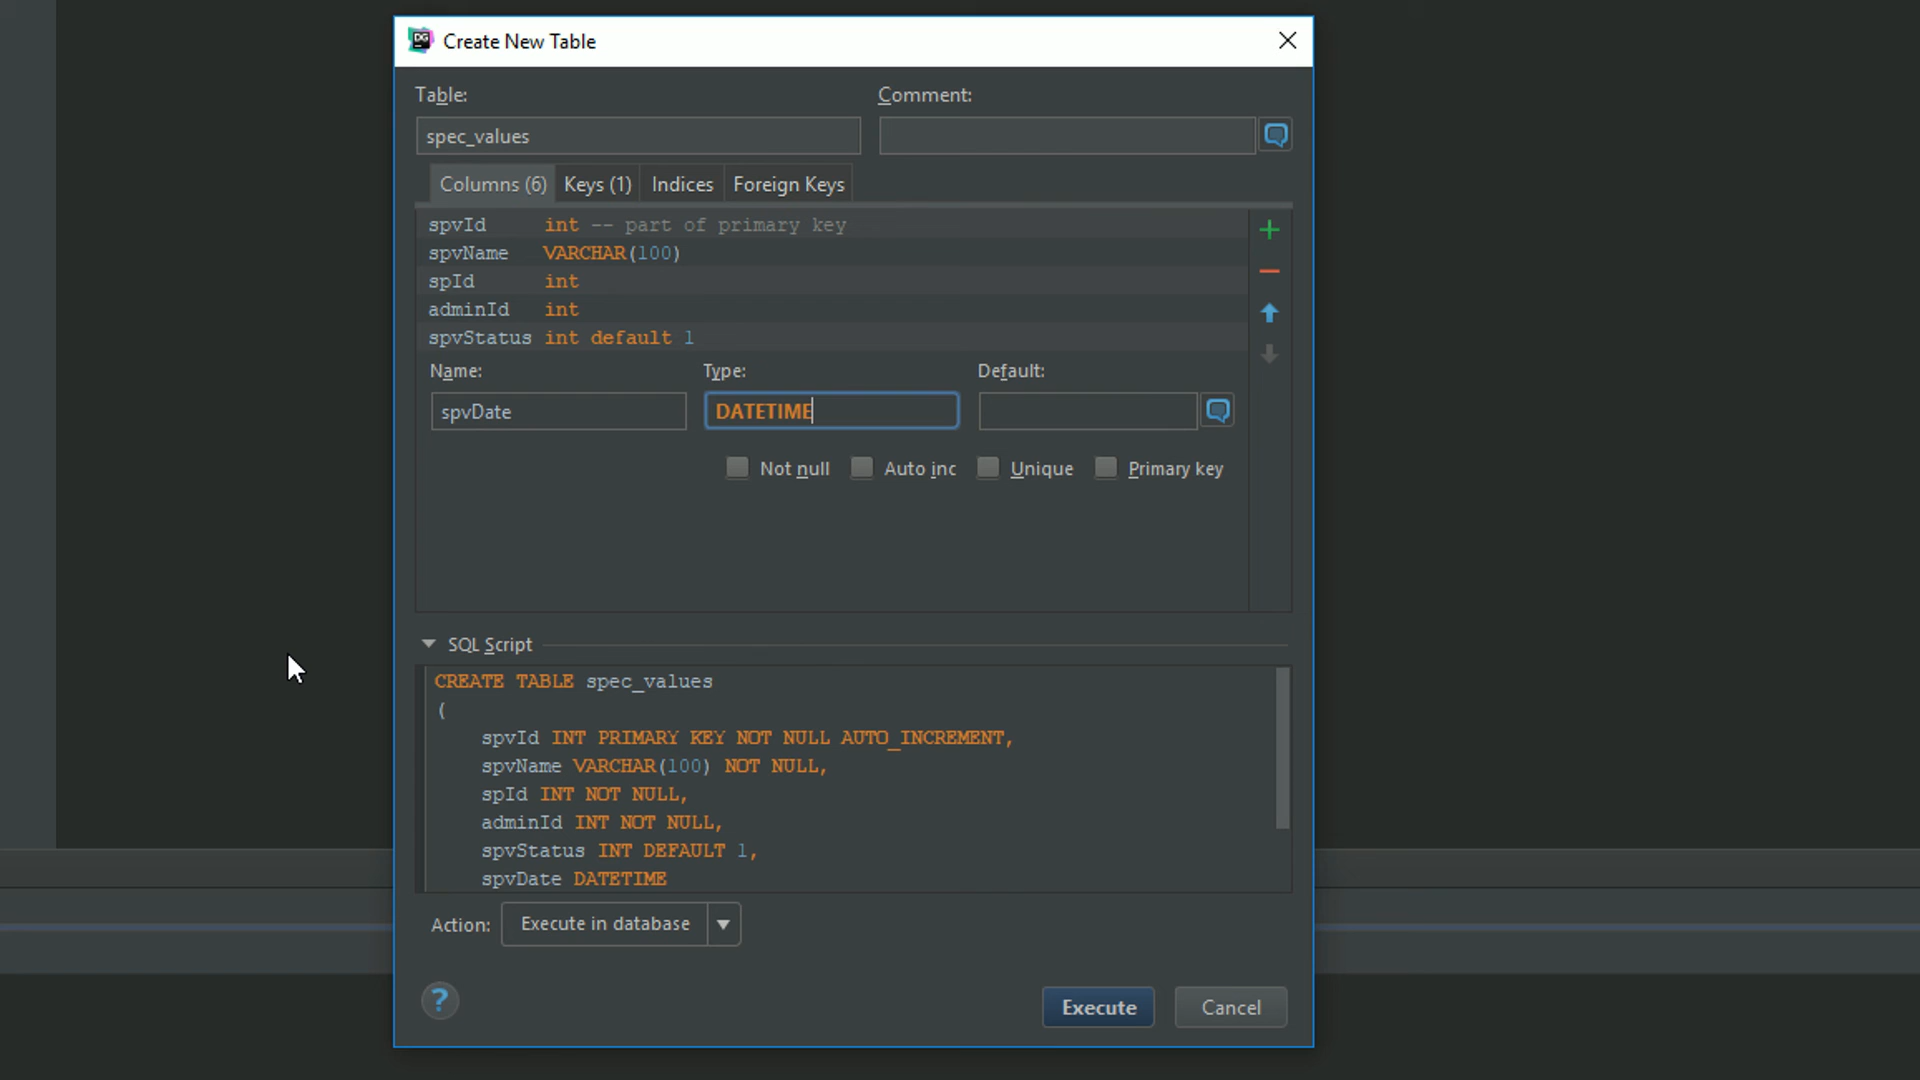 DG Create New Table
Table: Comment:
spec_values
Columns (6) Keys (1) Indices Foreign Keys
spvId int -- part of primary key
spvName VARCHAR(100)
spId int
adminId int
spvStatus int default 1
Name: Type: Default:
spvDate DATETIME
Not null Auto inc Unique Primary key
SQL Script
CREATE TABLE spec_values
(
spvId INT PRIMARY KEY NOT NULL AUTO_INCREMENT,
spvName VARCHAR(100) NOT NULL,
spId INT NOT NULL,
adminId INT NOT NULL,
spvStatus INT DEFAULT 1,
spvDate DATETIME
Action: Execute in database
? Execute Cancel